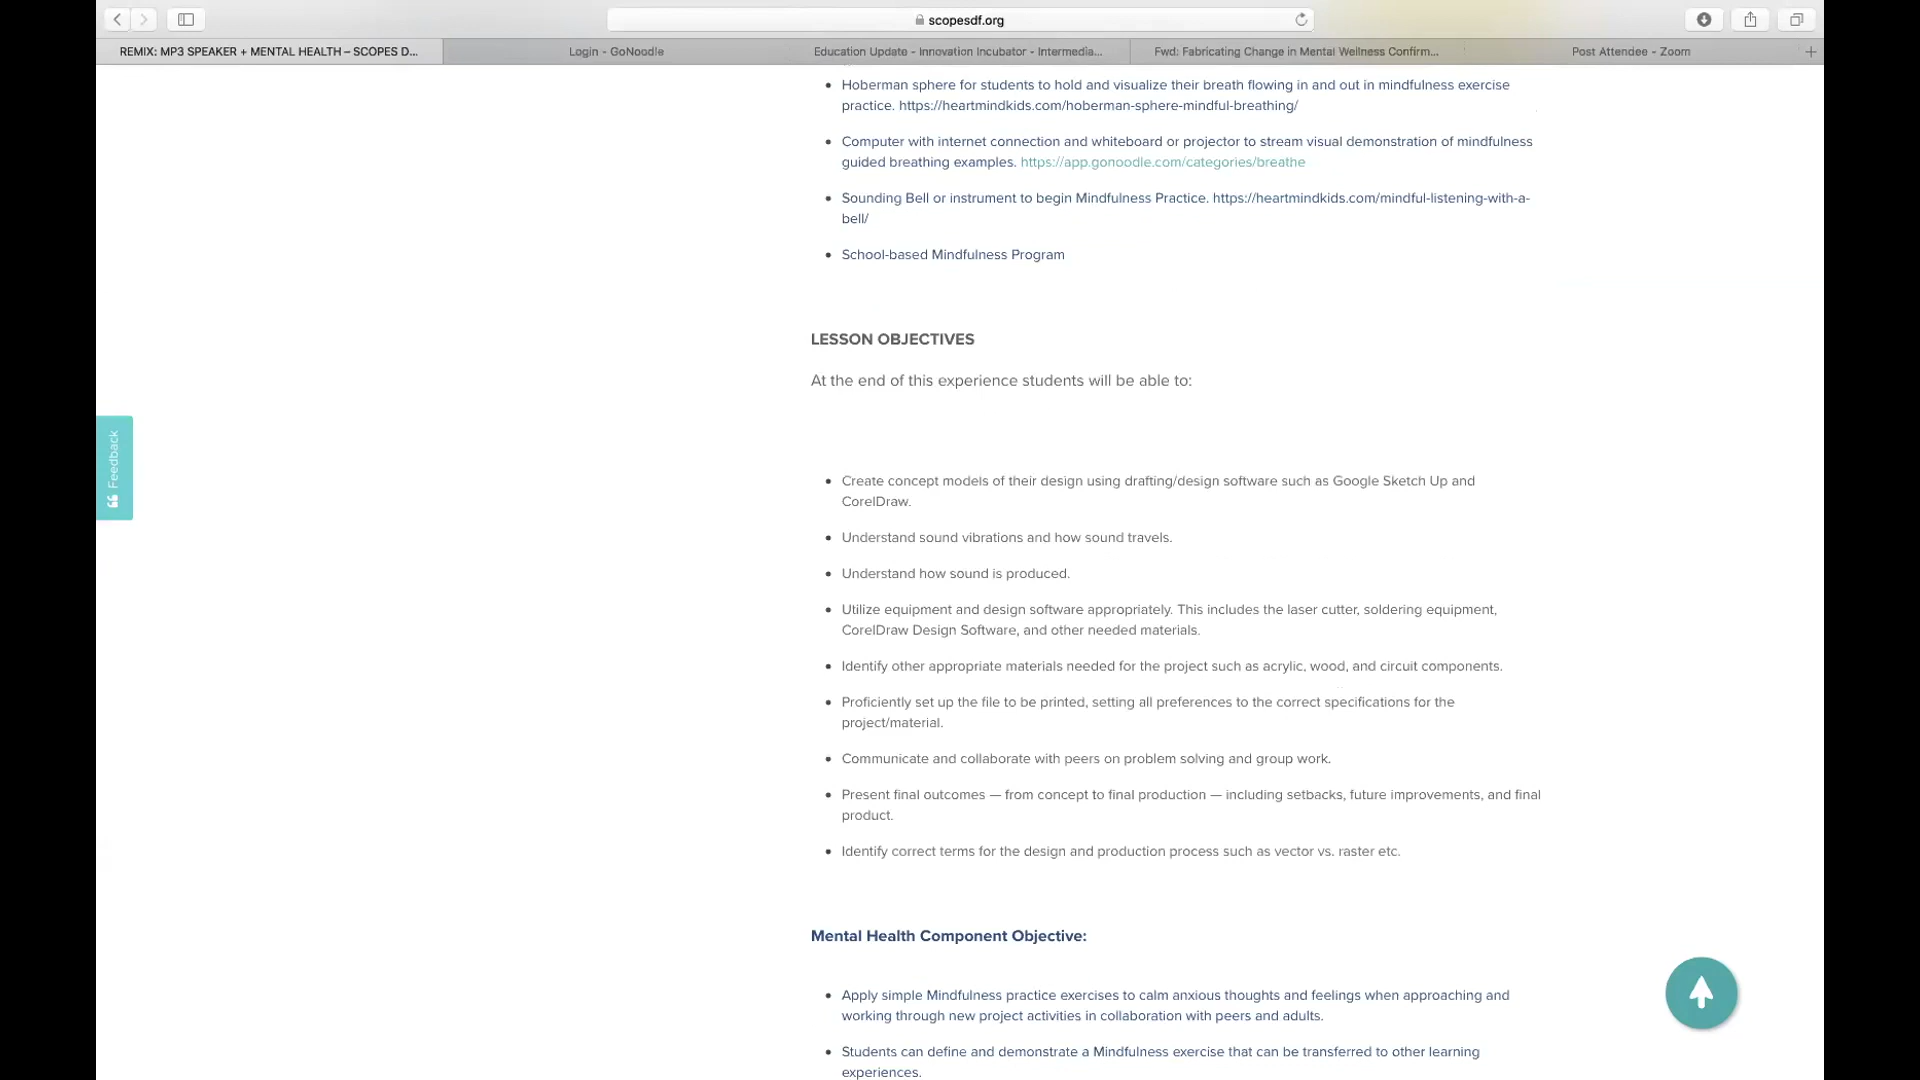 scopesdf.org
REMIX: MP3 SPEAKER + MENTAL HEALTH – SCOPES D...
Login - GoNoodle
Education Update - Innovation Incubator - Intermedia...
Fwd: Fabricating Change in Mental Wellness Confirm...
Post Attendee - Zoom
• Hoberman sphere for students to hold and visualize their breath flowing in and out in mindfulness exercise
practice. https://heartmindkids.com/hoberman-sphere-mindful-breathing/
• Computer with internet connection and whiteboard or projector to stream visual demonstration of mindfulness
guided breathing examples. https://app.gonoodle.com/categories/breathe
• Sounding Bell or instrument to begin Mindfulness Practice. https://heartmindkids.com/mindful-listening-with-a-
bell/
• School-based Mindfulness Program
LESSON OBJECTIVES
At the end of this experience students will be able to:
Feedback
• Create concept models of their design using drafting/design software such as Google Sketch Up and
CorelDraw.
• Understand sound vibrations and how sound travels.
• Understand how sound is produced.
• Utilize equipment and design software appropriately. This includes the laser cutter, soldering equipment,
CorelDraw Design Software, and other needed materials.
• Identify other appropriate materials needed for the project such as acrylic, wood, and circuit components.
• Proficiently set up the file to be printed, setting all preferences to the correct specifications for the
project/material.
• Communicate and collaborate with peers on problem solving and group work.
• Present final outcomes — from concept to final production — including setbacks, future improvements, and final
product.
• Identify correct terms for the design and production process such as vector vs. raster etc.
Mental Health Component Objective:
• Apply simple Mindfulness practice exercises to calm anxious thoughts and feelings when approaching and
working through new project activities in collaboration with peers and adults.
• Students can define and demonstrate a Mindfulness exercise that can be transferred to other learning
experiences.